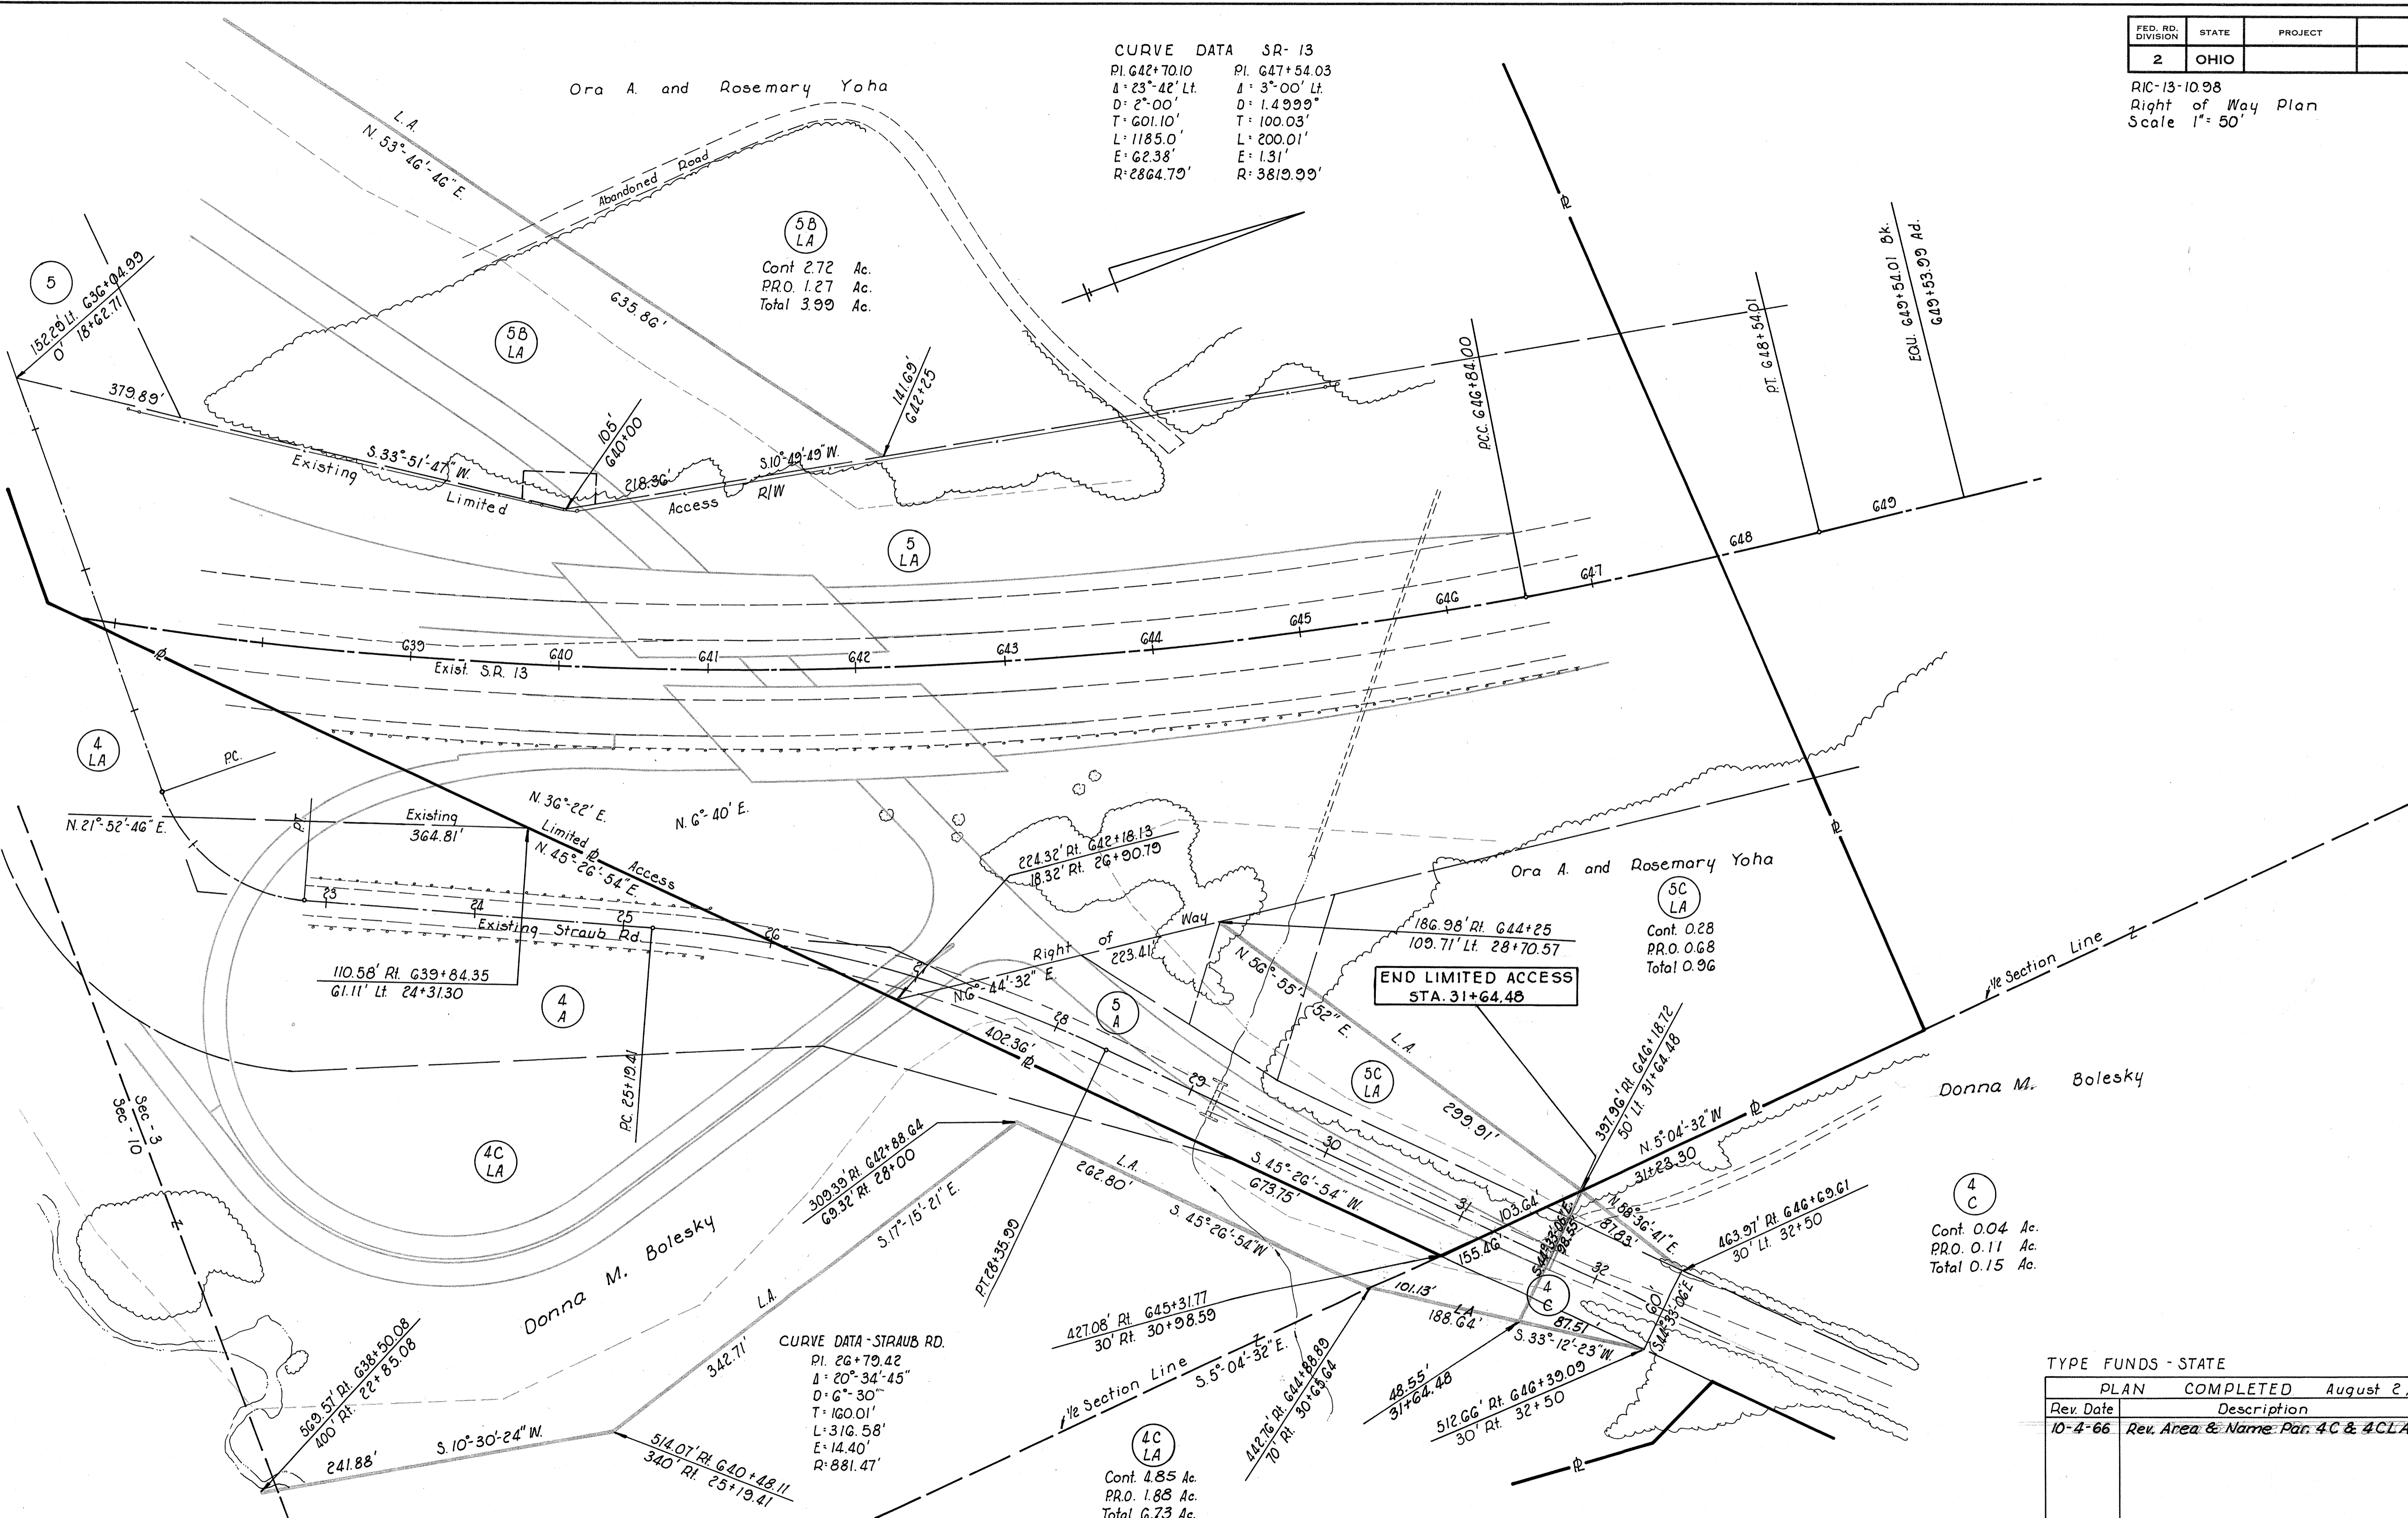 FED. RD. DIVISION
STATE
PROJECT
2
OHIO
RIC-13-10.98
Right of Way Plan
Scale 1"= 50'
CURVE DATA SR-13
P.I. 642+70.10
Δ = 23°-42' Lt.
D = 2°-00'
T = 601.10'
L = 1185.0'
E = 62.38'
R = 2864.79'
P.I. 647+54.03
Δ = 3°-00' Lt.
D = 1.4999°
T = 100.03'
L = 200.01'
E = 1.31'
R = 3819.99'
Ora A. and Rosemary Yoha
L.A.
N. 53°-46'-46" E.
Abandoned Road
5B
LA
Cont 2.72 Ac.
P.R.O. 1.27 Ac.
Total 3.99 Ac.
5
152.29' Lt. 636+04.99
0' 18+62.71
5B
LA
635.86'
379.89'
141.69'
642+25
105'
640+00
S.33°-51'-47" W.
S.10°-49'-49" W.
218.36'
Existing Limited Access R/W
5
LA
P.C.C. 646+84.00
P.T. 648+54.01
EQU. 649+54.01 Bk.
649+53.99 Ad.
℄
639
640
641
642
643
644
645
646
647
648
649
Exist. S.R. 13
4
LA
P.C.
N. 21°-52'-46" E.
P.T.
Existing
364.81'
N. 36°-22' E.
N. 6°-40' E.
Limited Access
N. 45°-26'-54" E.
23
24
25
26
27
28
29
30
31
32
Existing Straub Rd.
110.58' Rt. 639+84.35
61.11' Lt. 24+31.30
4
A
P.C. 25+19.41
224.32' Rt. 642+18.13
18.32' Rt. 26+90.79
Right of Way
N.6°-44'-32" E.
223.41'
402.36'
5
A
N. 56°-55'-52" E.
L.A.
186.98' Rt. 644+25
109.71' Lt. 28+70.57
END LIMITED ACCESS
STA. 31+64.48
Ora A. and Rosemary Yoha
5C
LA
Cont. 0.28
P.R.O. 0.68
Total 0.96
5C
LA
299.91'
397.96' Rt. 646+18.72
50' Lt. 31+64.48
1/2 Section Line
N. 5°-04'-32" W
31+23.30
Donna M. Bolesky
Sec - 3
Sec - 10
4C
LA
309.39' Rt. 642+88.64
69.32' Rt. 28+00
S.17°-15'-21" E.
L.A.
342.71'
P.T. 28+35.99
L.A.
262.80'
S. 45°-26'-54" W
S. 45°-26'-54" W.
673.75'
103.64'
155.46'
S.44°-33'-06" E.
98.55'
N. 88°-36'-41" E.
87.83'
463.97' Rt. 646+69.61
30' Lt. 32+50
4
C
Cont. 0.04 Ac.
P.R.O. 0.11 Ac.
Total 0.15 Ac.
4
C
60'
S.44°-33'-06" E
87.51'
101.13'
L.A.
188.64'
S. 33°-12'-23" W.
427.08' Rt. 645+31.77
30' Rt. 30+98.59
1/2 Section Line
S. 5°-04'-32" E.
442.76' Rt. 644+88.89
70' Rt. 30+65.64
48.55'
31+64.48
512.66' Rt. 646+39.09
30' Rt. 32+50
Donna M. Bolesky
569.57' Rt. 638+50.08
400' Rt. 22+85.08
241.88'
S. 10°-30'-24" W.
514.07' Rt. 640+48.11
340' Rt. 25+19.41
CURVE DATA - STRAUB RD.
P.I. 26+79.42
Δ = 20°-34'-45"
D = 6°-30'
T = 160.01'
L = 316.58'
E = 14.40'
R = 881.47'
4C
LA
Cont. 4.85 Ac.
P.R.O. 1.88 Ac.
Total 6.73 Ac.
TYPE FUNDS - STATE
PLAN COMPLETED August 2,
Rev. Date
Description
10-4-66
Rev. Area & Name Par. 4C & 4CLA